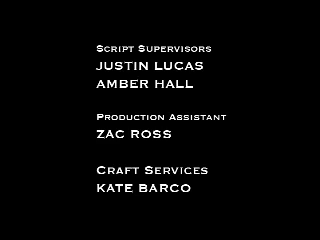 Script Supervisors
JUSTIN LUCAS
AMBER HALL
Production Assistant
ZAC ROSS
Craft Services
KATE BARCO